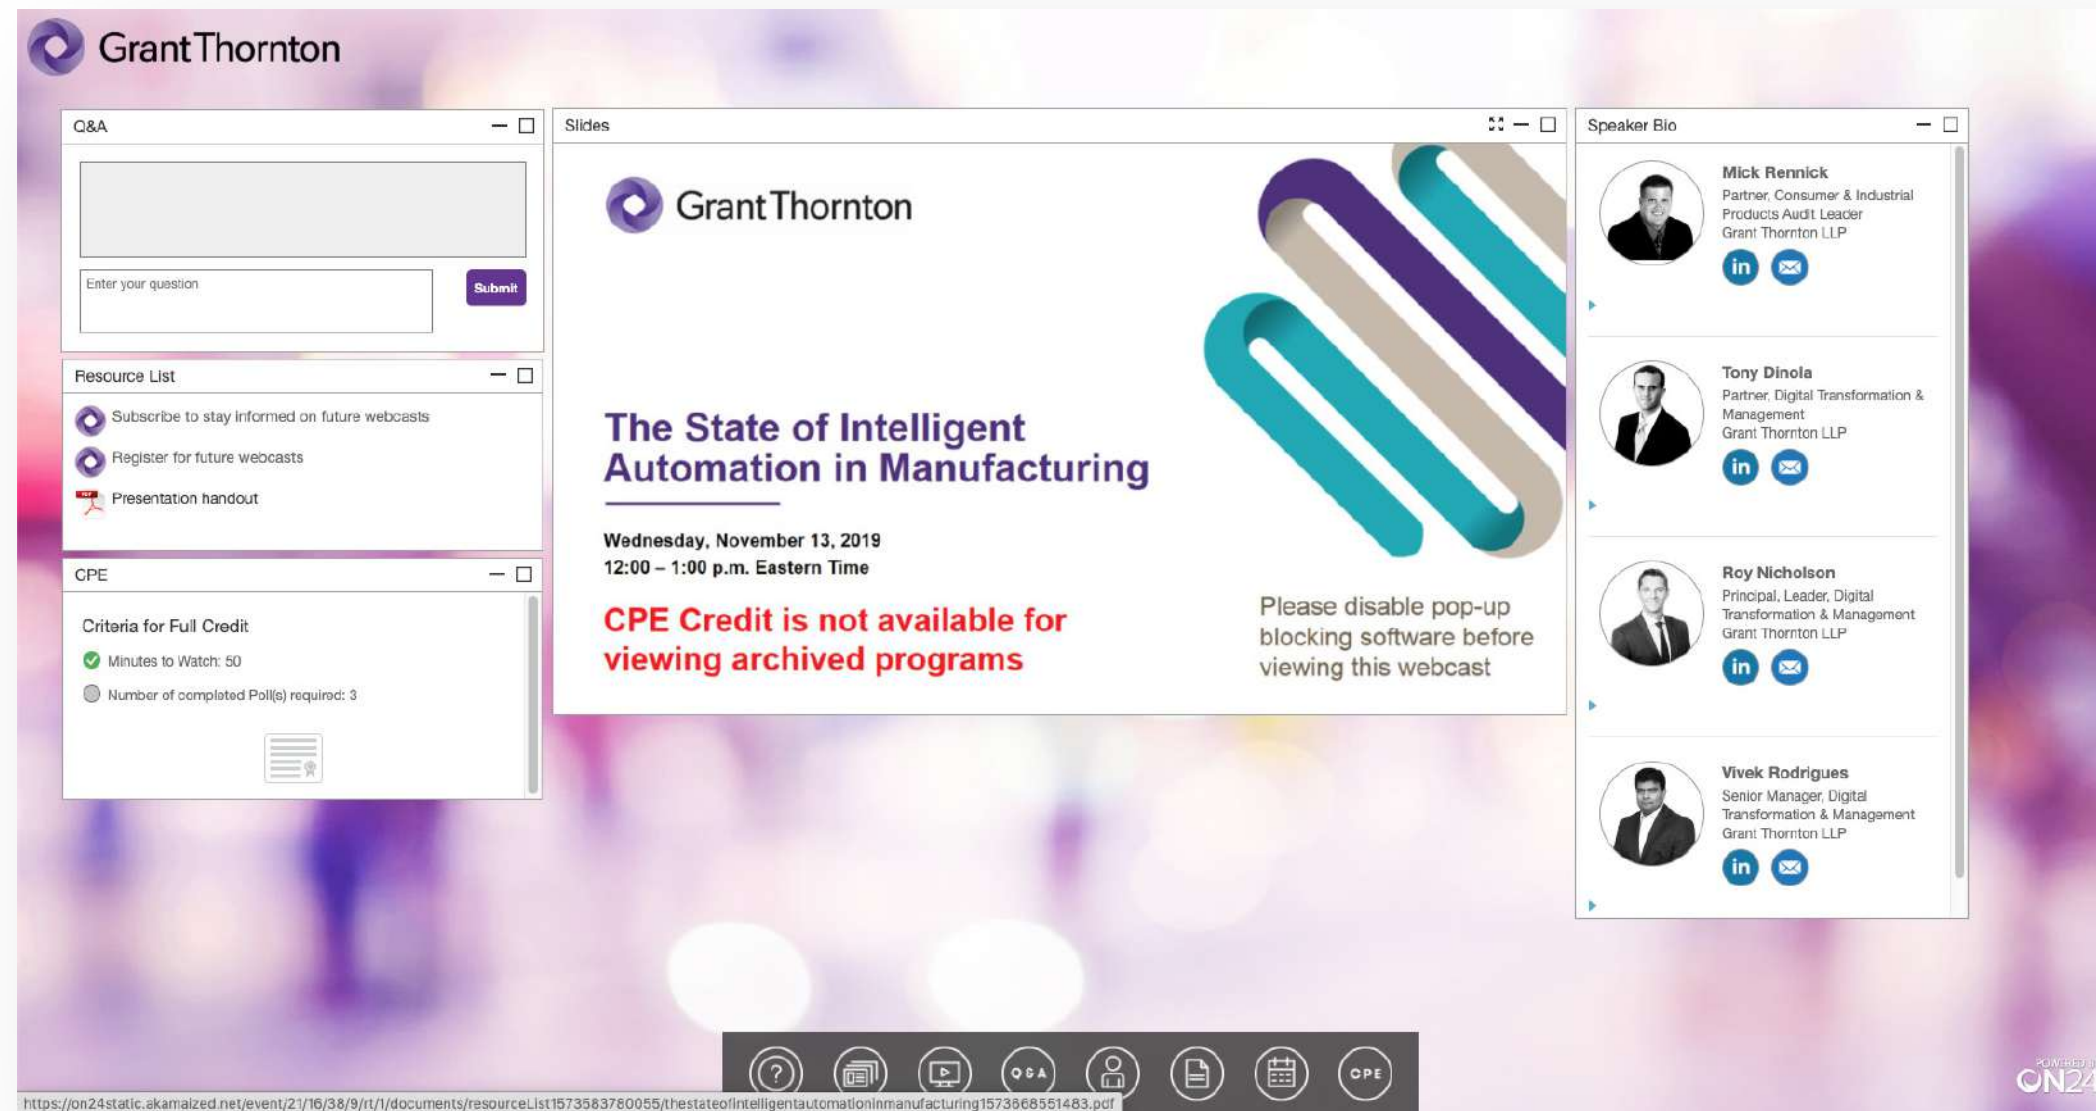 Grant Thornton
Q&A
Enter your question
Submit
Resource List
Subscribe to stay informed on future webcasts
Register for future webcasts
Presentation handout
CPE
Criteria for Full Credit
Minutes to Watch: 50
Number of completed Poll(s) required: 3
Slides
Grant Thornton
The State of Intelligent
Automation in Manufacturing
Wednesday, November 13, 2019
12:00 – 1:00 p.m. Eastern Time
CPE Credit is not available for
viewing archived programs
Please disable pop-up
blocking software before
viewing this webcast
Speaker Bio
Mick Rennick
Partner, Consumer & Industrial
Products Audit Leader
Grant Thornton LLP
in
Tony Dinola
Partner, Digital Transformation &
Management
Grant Thornton LLP
in
Roy Nicholson
Principal, Leader, Digital
Transformation & Management
Grant Thornton LLP
in
Vivek Rodrigues
Senior Manager, Digital
Transformation & Management
Grant Thornton LLP
in
? Q&A CPE
POWERED BY
ON24
https://on24static.akamaized.net/event/21/16/38/9/rt/1/documents/resourceList1573583780055/thestateofintelligentautomationinmanufacturing1573668551483.pdf